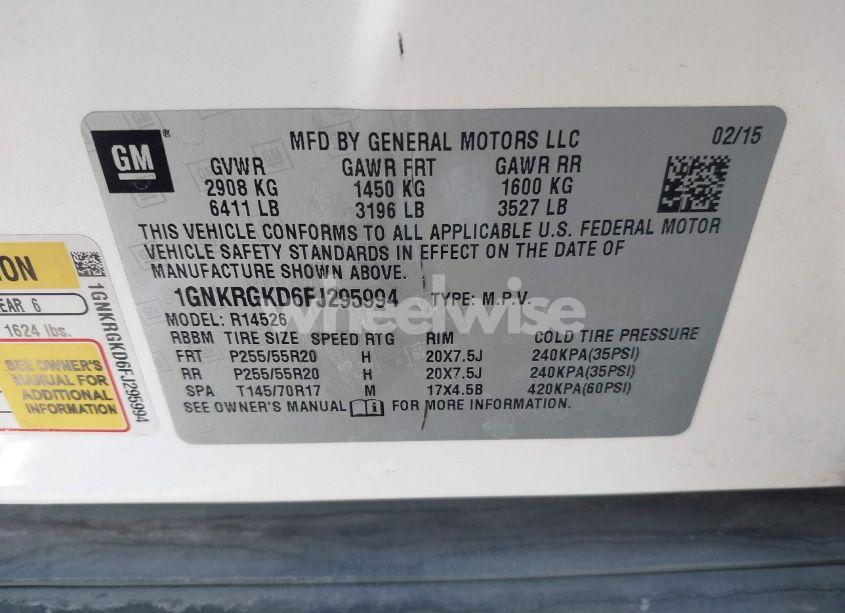 GM
MFD BY GENERAL MOTORS LLC 02/15
GVWR GAWR FRT GAWR RR
2908 KG 1450 KG 1600 KG
6411 LB 3196 LB 3527 LB
THIS VEHICLE CONFORMS TO ALL APPLICABLE U.S. FEDERAL MOTOR
VEHICLE SAFETY STANDARDS IN EFFECT ON THE DATE OF
MANUFACTURE SHOWN ABOVE.
1GNKRGKD6FJ295994 TYPE: M.P.V.
MODEL: R14526
RBBM TIRE SIZE SPEED RTG RIM COLD TIRE PRESSURE
FRT P255/55R20 H 20X7.5J 240KPA(35PSI)
RR P255/55R20 H 20X7.5J 240KPA(35PSI)
SPA T145/70R17 M 17X4.5B 420KPA(60PSI)
SEE OWNER'S MANUAL FOR MORE INFORMATION.
wheelwise
ION
EAR 6
1624 lbs.
SEE OWNER'S
MANUAL FOR
ADDITIONAL
INFORMATION
1GNKRGKD6FJ295994